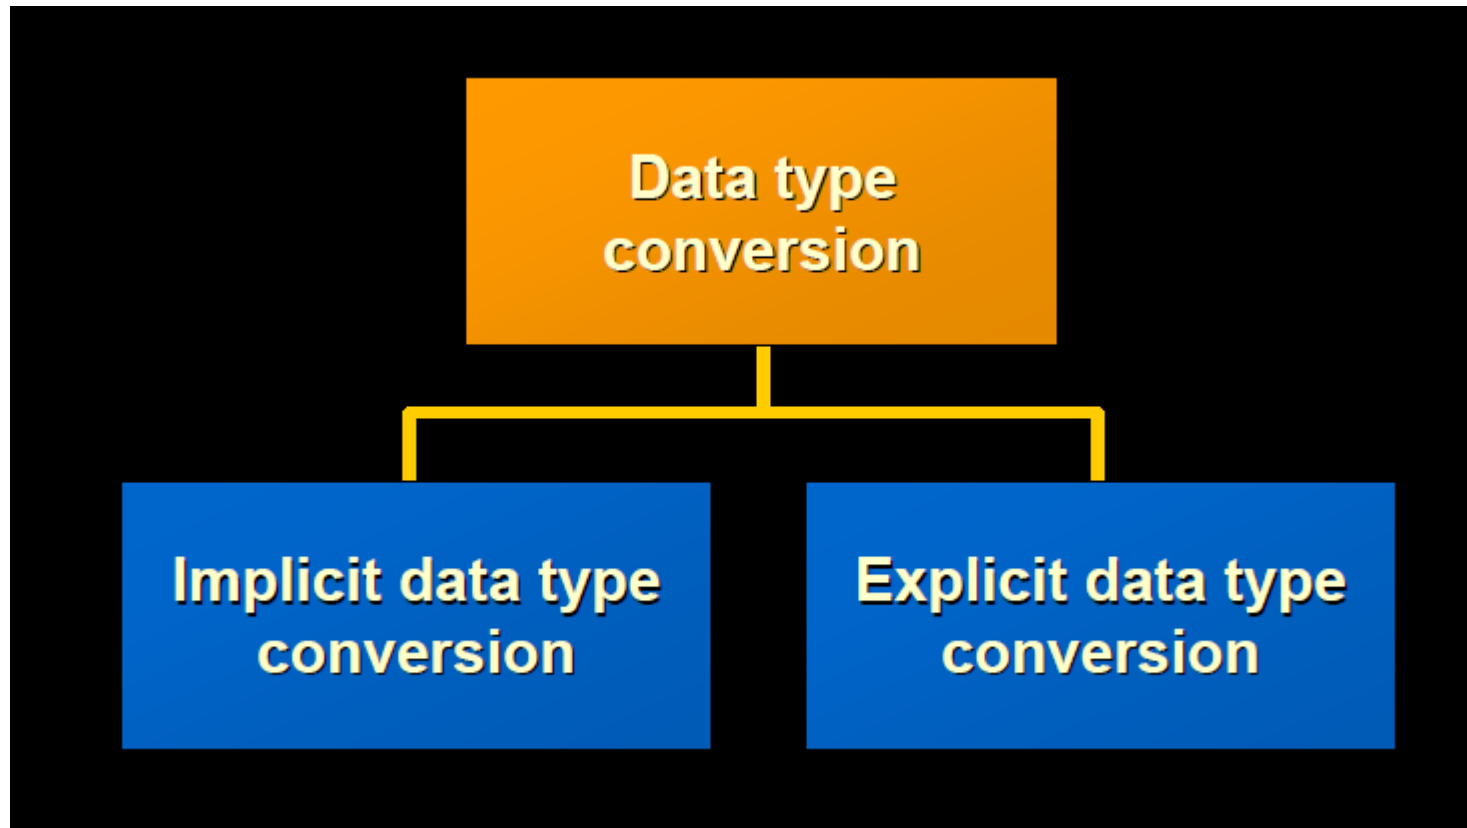 Data type
conversion
Implicit data type
conversion
Explicit data type
conversion